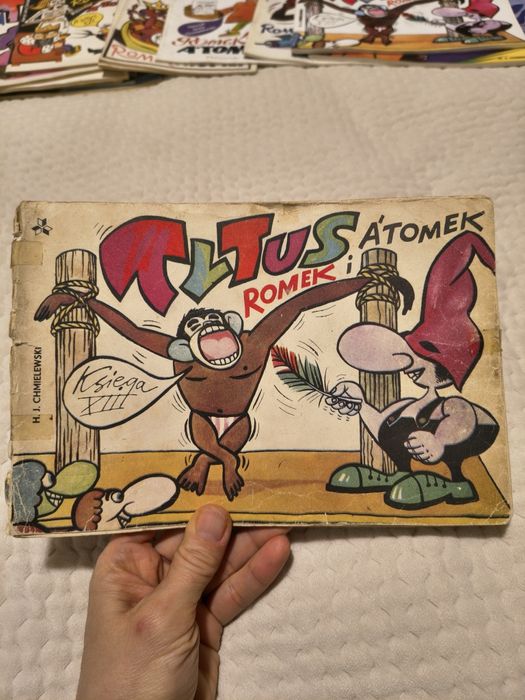 TYTUS
ROMEK i A'TOMEK
Księga
XIII
H. J. CHMIELEWSKI